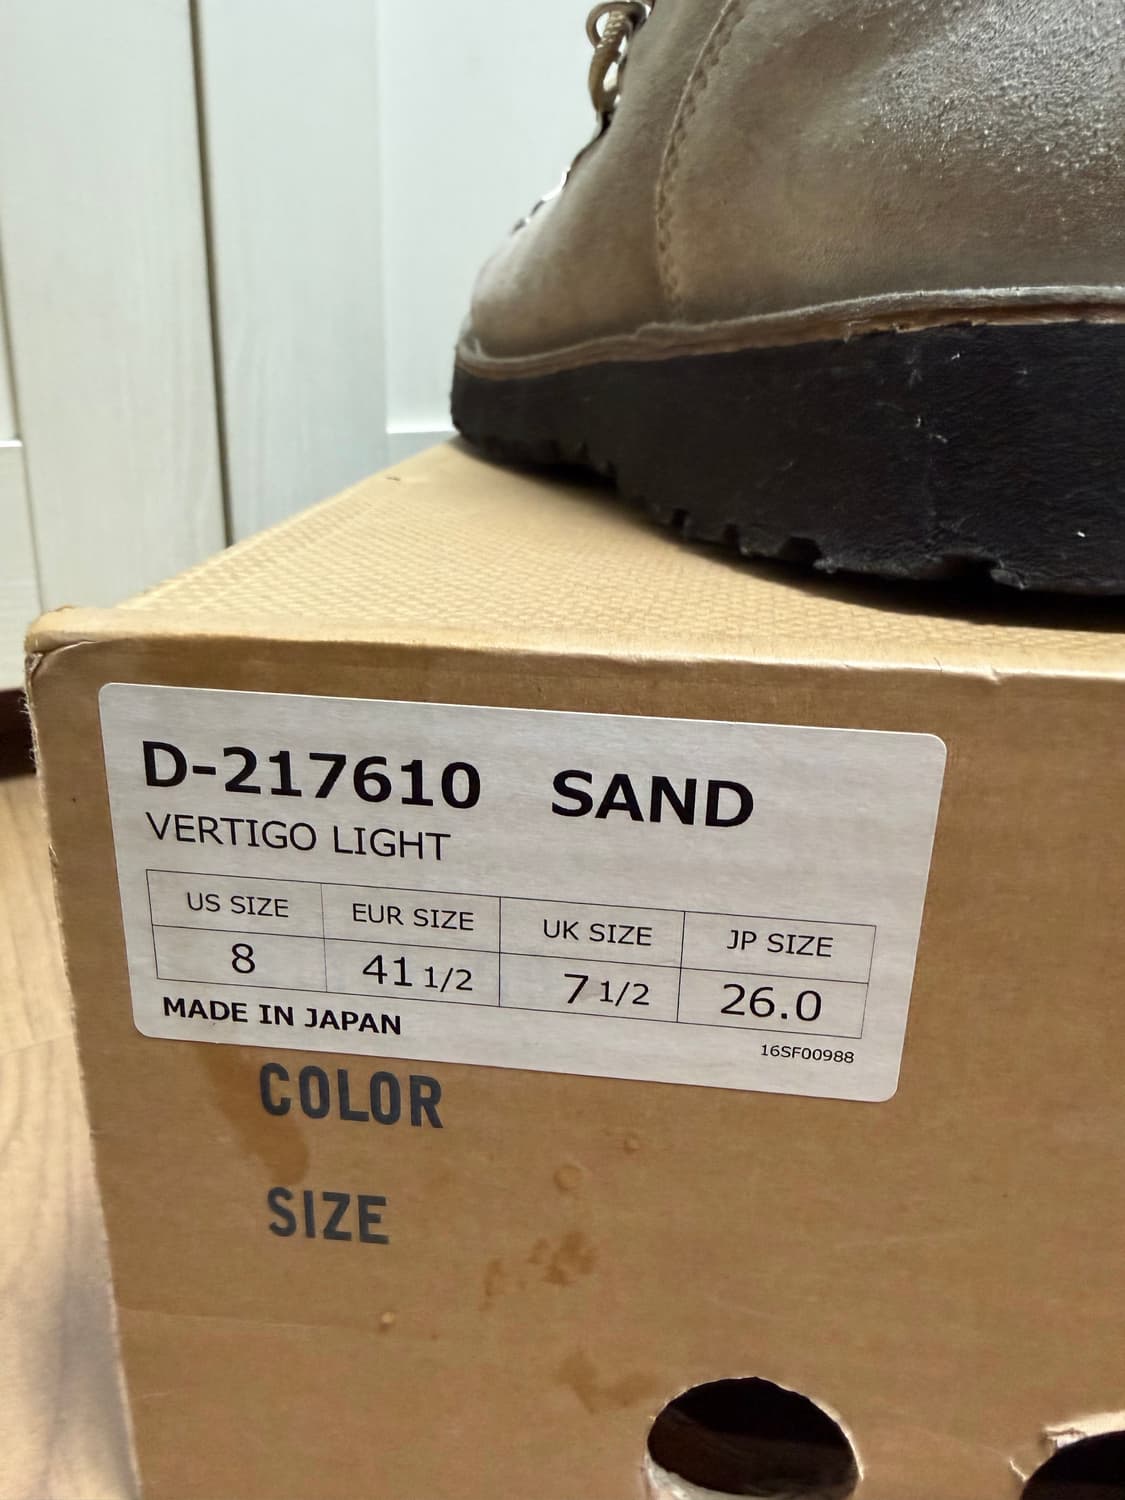 D-217610 SAND
VERTIGO LIGHT
US SIZE EUR SIZE UK SIZE JP SIZE
8 41 1/2 7 1/2 26.0
MADE IN JAPAN
16SF00988
COLOR
SIZE